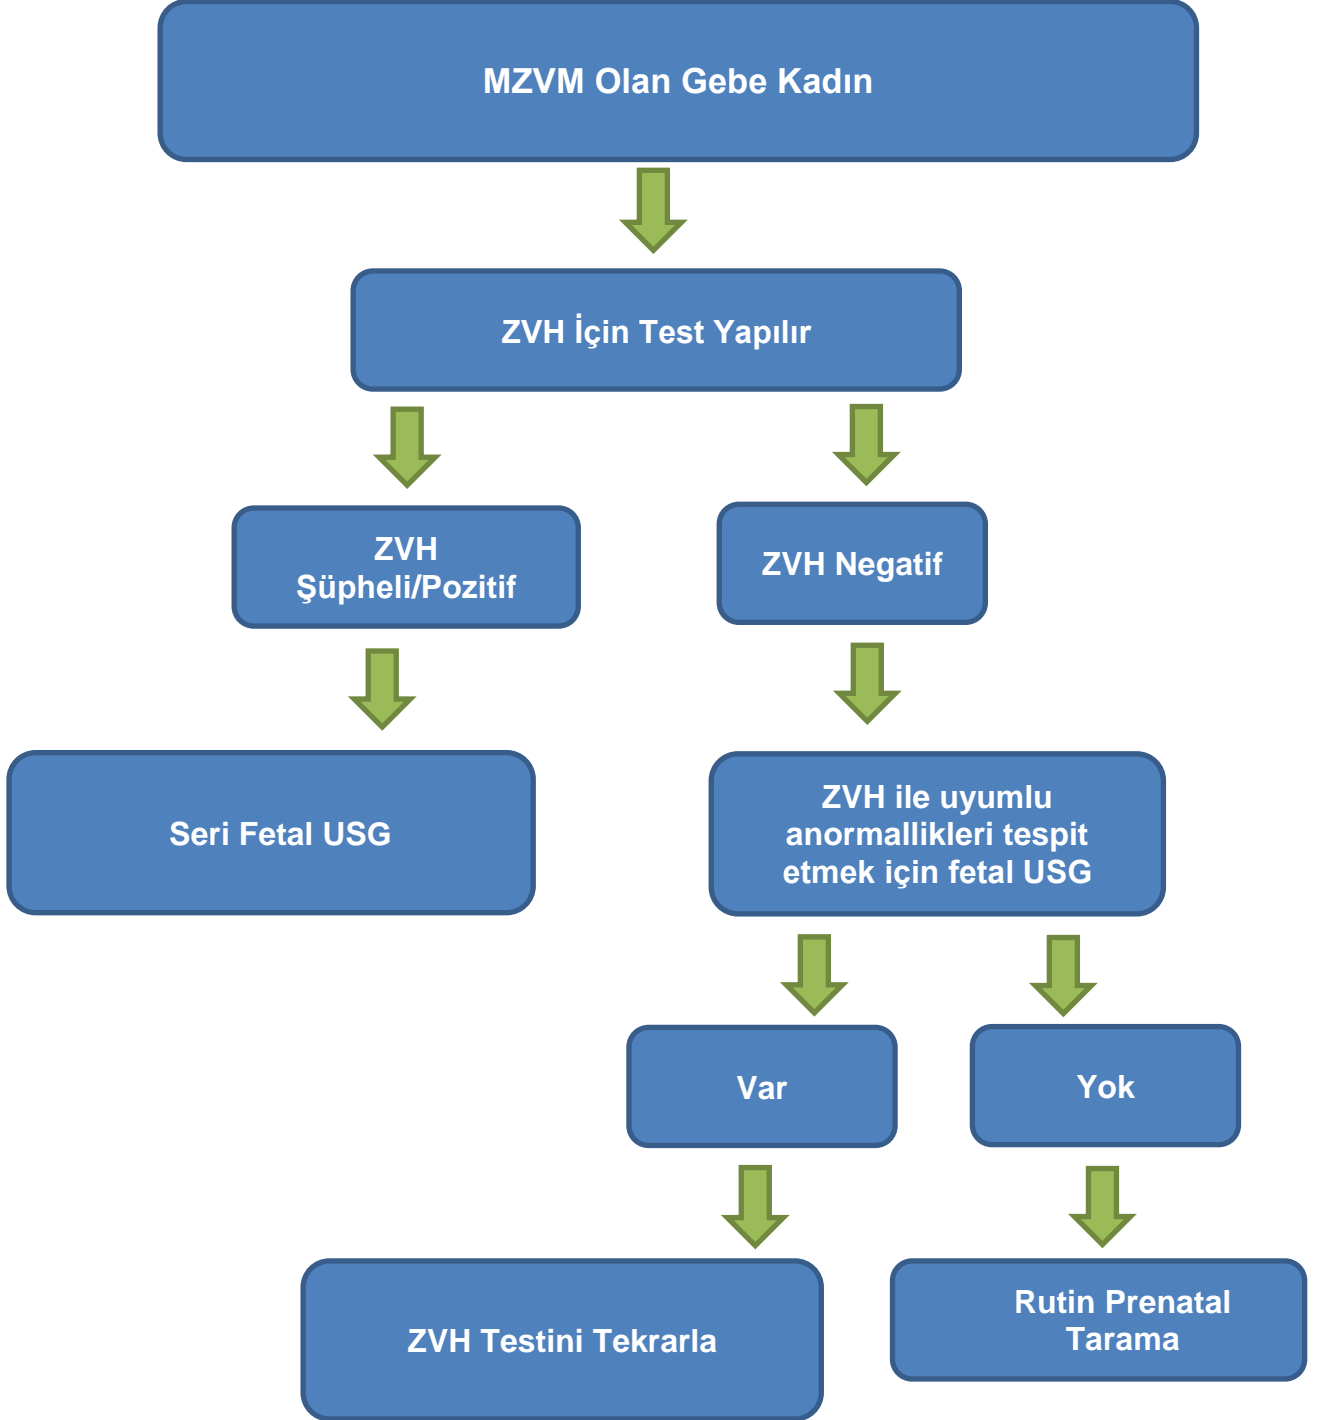 MZVM Olan Gebe Kadın
ZVH İçin Test Yapılır
ZVH
Şüpheli/Pozitif
ZVH Negatif
Seri Fetal USG
ZVH ile uyumlu
anormallikleri tespit
etmek için fetal USG
Var
Yok
ZVH Testini Tekrarla
Rutin Prenatal
Tarama